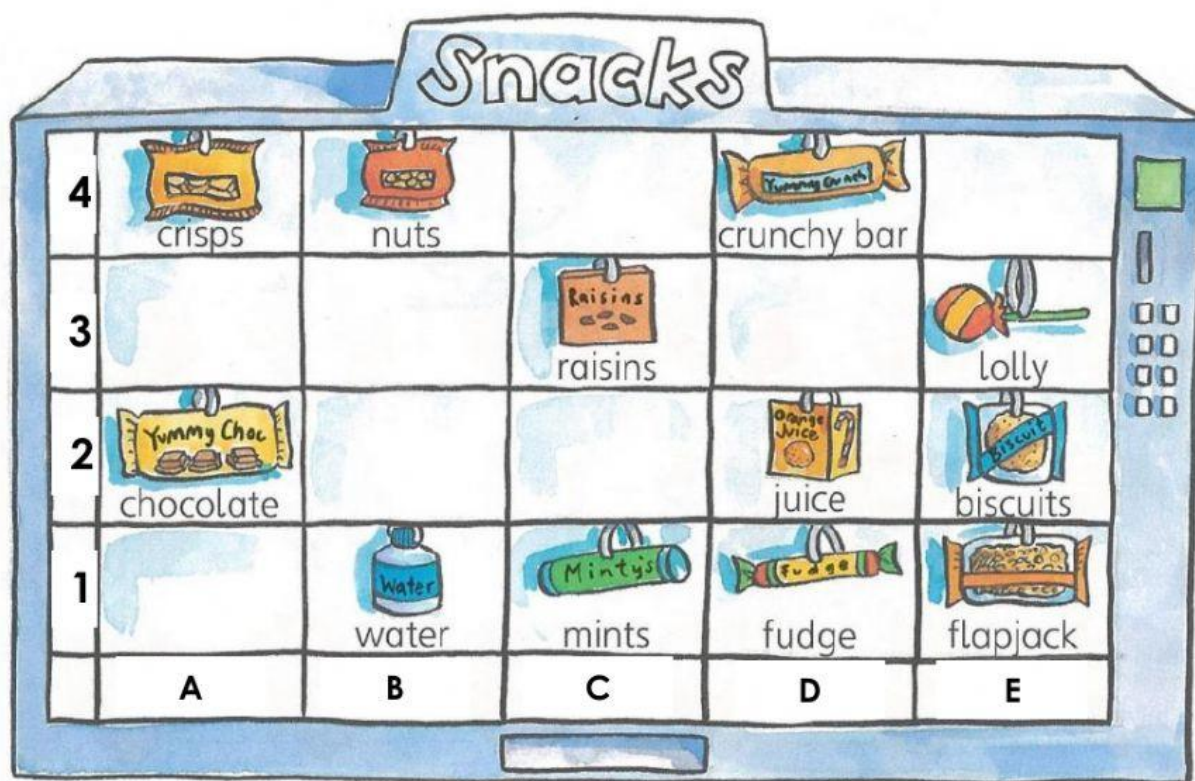 Snacks
4
Yummy Crunch
crisps nuts crunchy bar
3
Raisins
raisins lolly
2
Yummy Choc
Orange Juice
Biscuit
chocolate juice biscuits
1
Water
Mintys
Fudge
water mints fudge flapjack
A B C D E